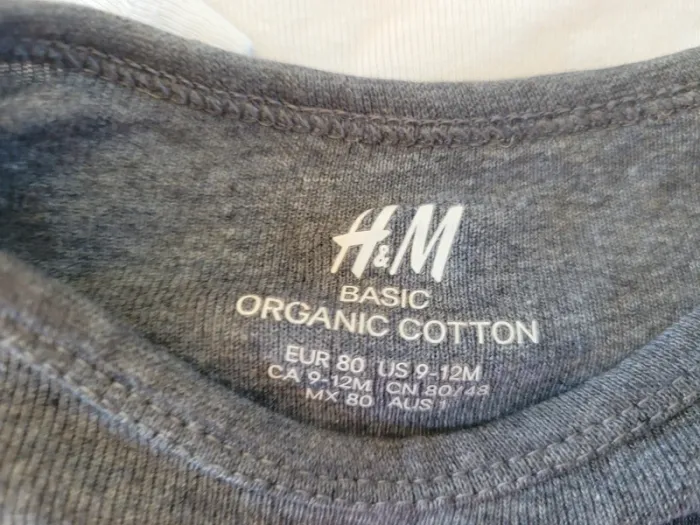 H&M
BASIC
ORGANIC COTTON
EUR 80 US 9-12M
CA 9-12M CN 80/48
MX 80 AUS 1